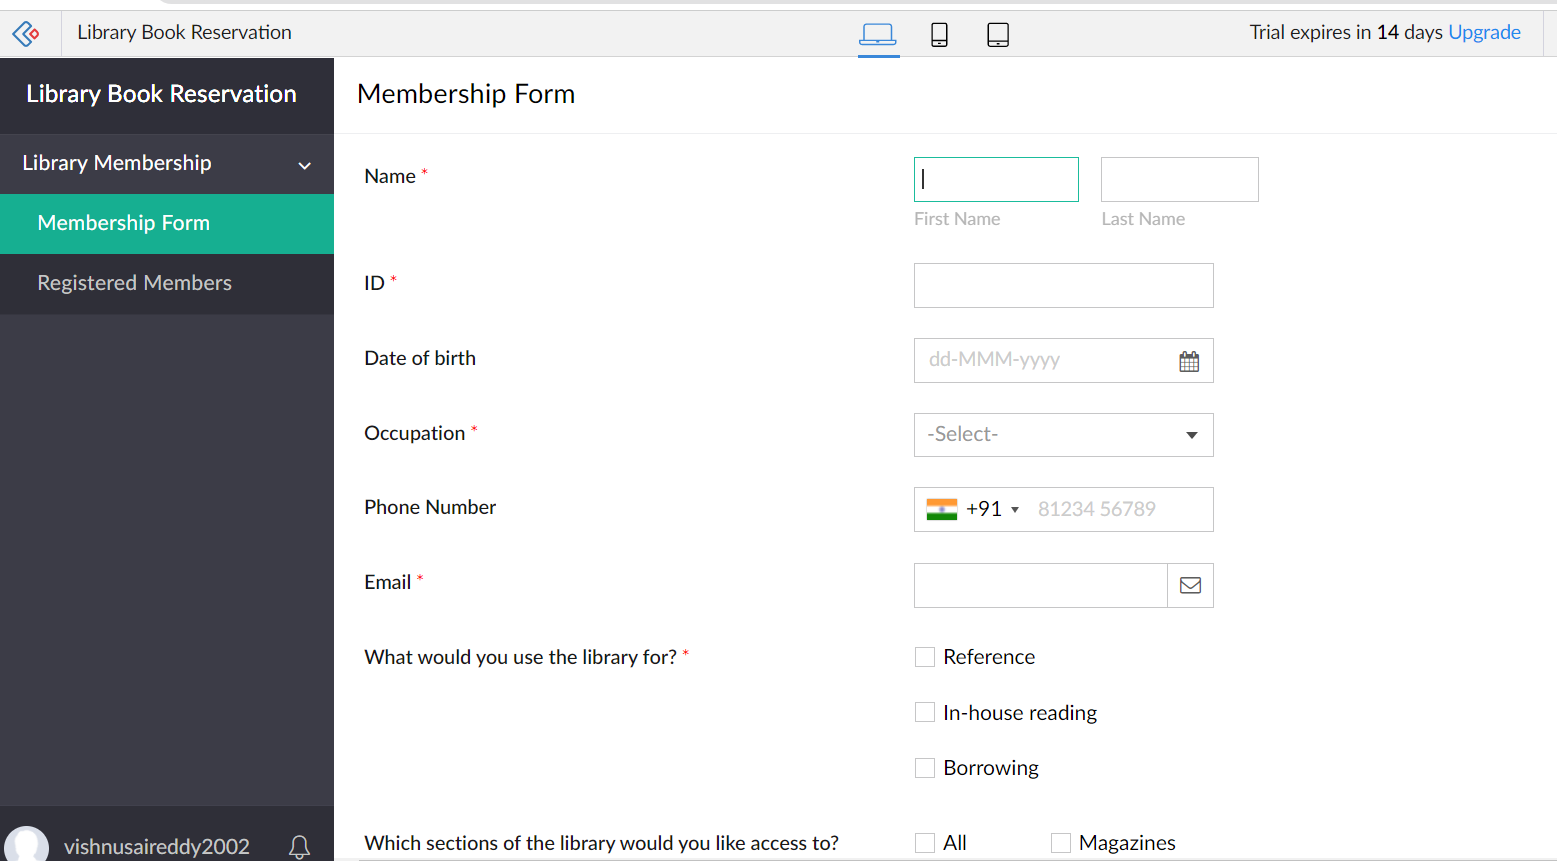 Library Book Reservation
Trial expires in 14 days Upgrade
Library Book Reservation
Library Membership
Membership Form
Registered Members
vishnusaireddy2002
Membership Form
Name *
First Name
Last Name
ID *
Date of birth
dd-MMM-yyyy
Occupation *
-Select-
Phone Number
+91 81234 56789
Email *
What would you use the library for? *
Reference
In-house reading
Borrowing
Which sections of the library would you like access to?
All
Magazines